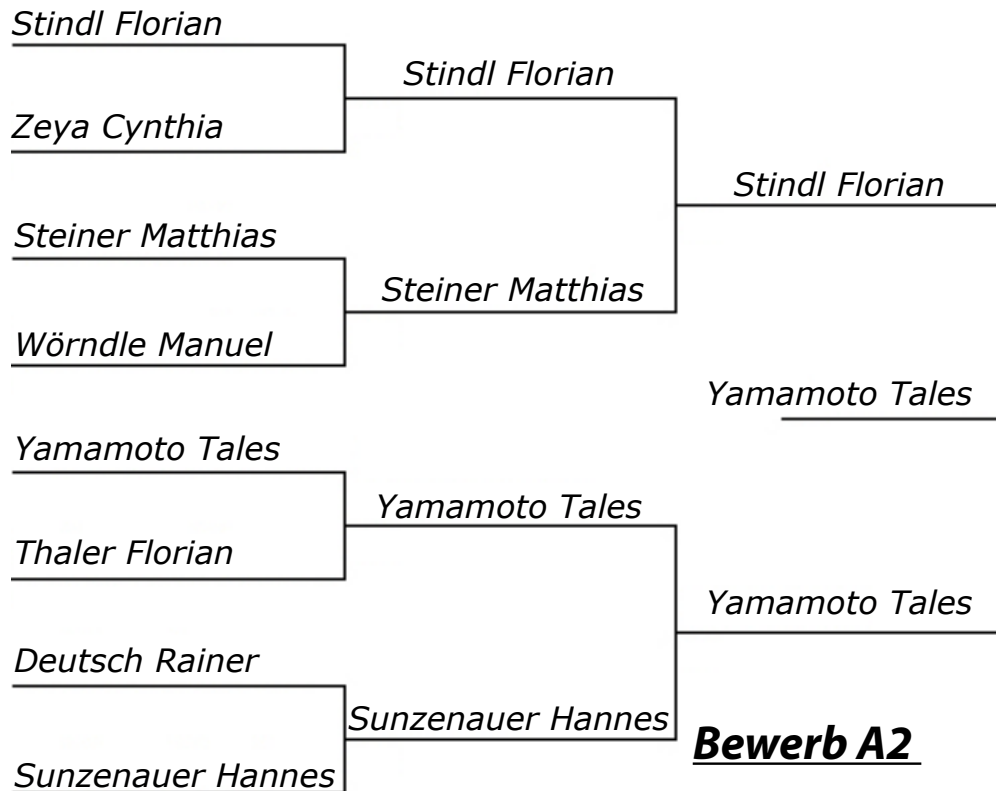 Stindl Florian
Stindl Florian
Zeya Cynthia
Stindl Florian
Steiner Matthias
Steiner Matthias
Wörndle Manuel
Yamamoto Tales
Yamamoto Tales
Yamamoto Tales
Thaler Florian
Yamamoto Tales
Deutsch Rainer
Sunzenauer Hannes
Bewerb A2
Sunzenauer Hannes